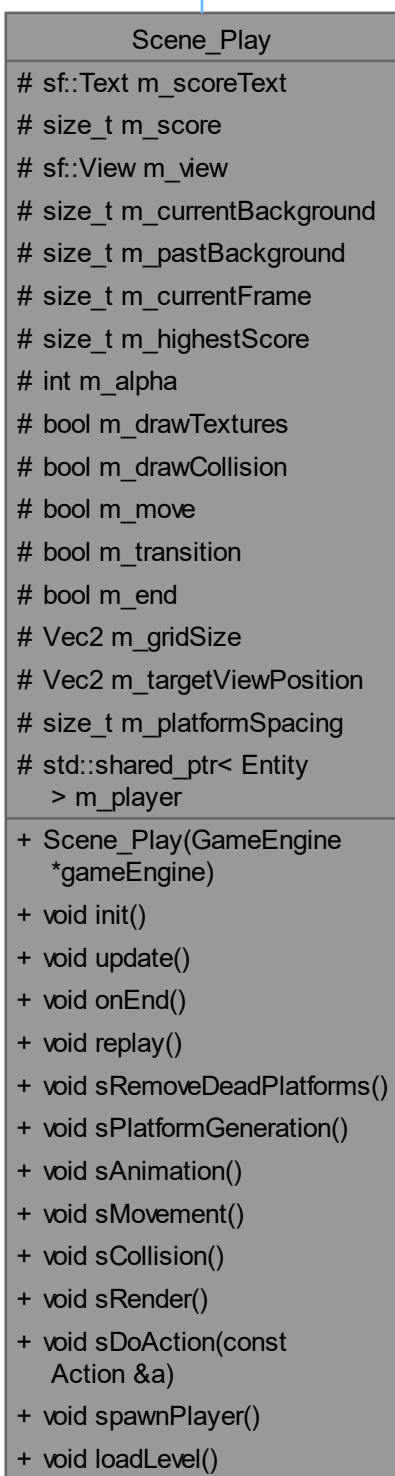 Scene_Play
# sf::Text m_scoreText
# size_t m_score
# sf::View m_view
# size_t m_currentBackground
# size_t m_pastBackground
# size_t m_currentFrame
# size_t m_highestScore
# int m_alpha
# bool m_drawTextures
# bool m_drawCollision
# bool m_move
# bool m_transition
# bool m_end
# Vec2 m_gridSize
# Vec2 m_targetViewPosition
# size_t m_platformSpacing
# std::shared_ptr< Entity
> m_player
+ Scene_Play(GameEngine
*gameEngine)
+ void init()
+ void update()
+ void onEnd()
+ void replay()
+ void sRemoveDeadPlatforms()
+ void sPlatformGeneration()
+ void sAnimation()
+ void sMovement()
+ void sCollision()
+ void sRender()
+ void sDoAction(const
Action &a)
+ void spawnPlayer()
+ void loadLevel()